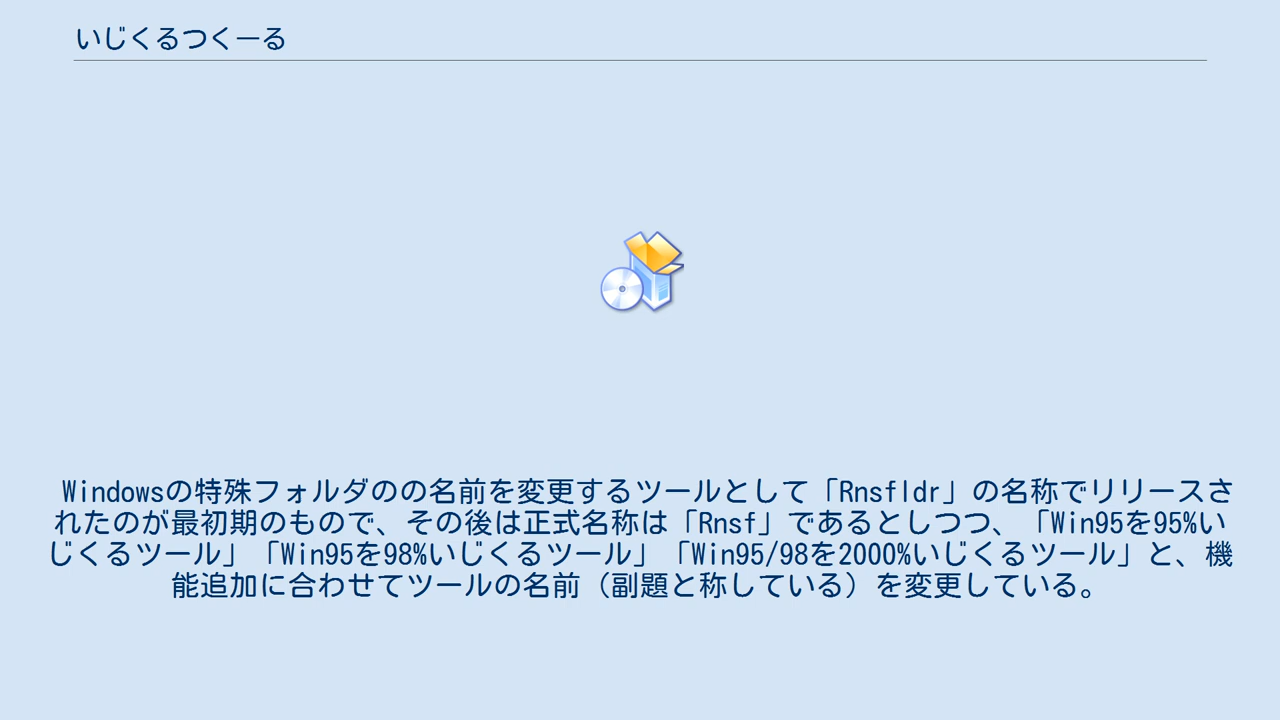 いじくるつくーる
Windowsの特殊フォルダのの名前を変更するツールとして「Rnsfldr」の名称でリリースさ
れたのが最初期のもので、その後は正式名称は「Rnsf」であるとしつつ、「Win95を95%い
じくるツール」「Win95を98%いじくるツール」「Win95/98を2000%いじくるツール」と、機
能追加に合わせてツールの名前（副題と称している）を変更している。